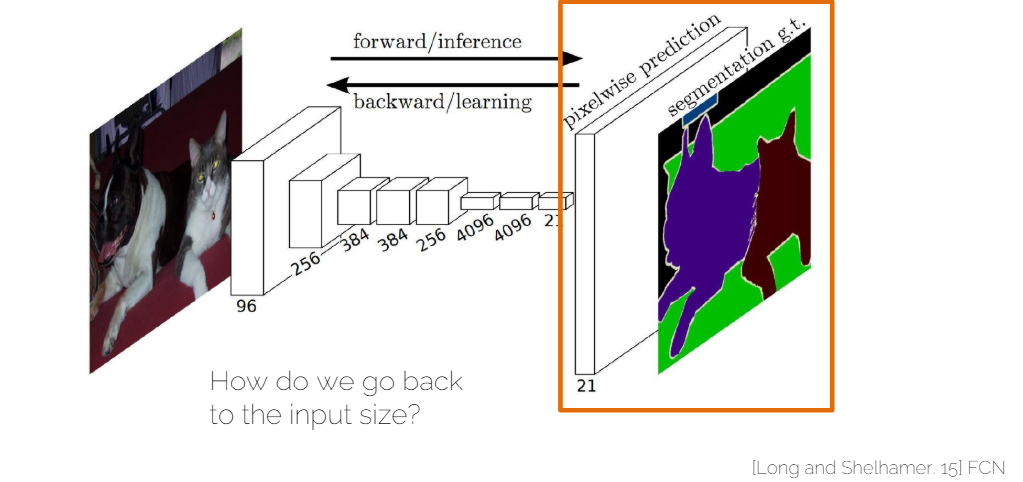 forward/inference
backward/learning
pixelwise prediction
segmentation g.t.
96
256
384
384
256
4096
4096
21
21
How do we go back
to the input size?
[Long and Shelhamer. 15] FCN